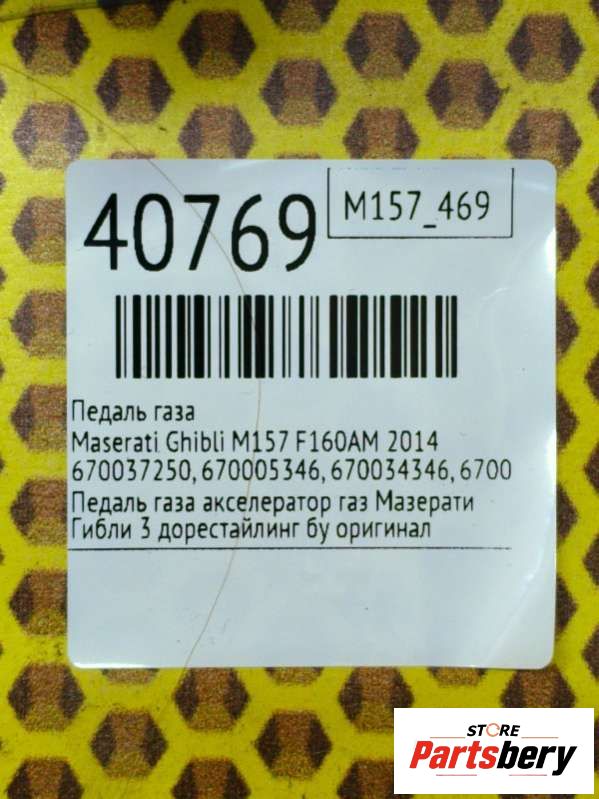 40769
M157_469
Педаль газа
Maserati Ghibli M157 F160AM 2014
670037250, 670005346, 670034346, 6700
Педаль газа акселератор газ Мазерати
Гибли 3 дорестайлинг бу оригинал
STORE
Partsbery